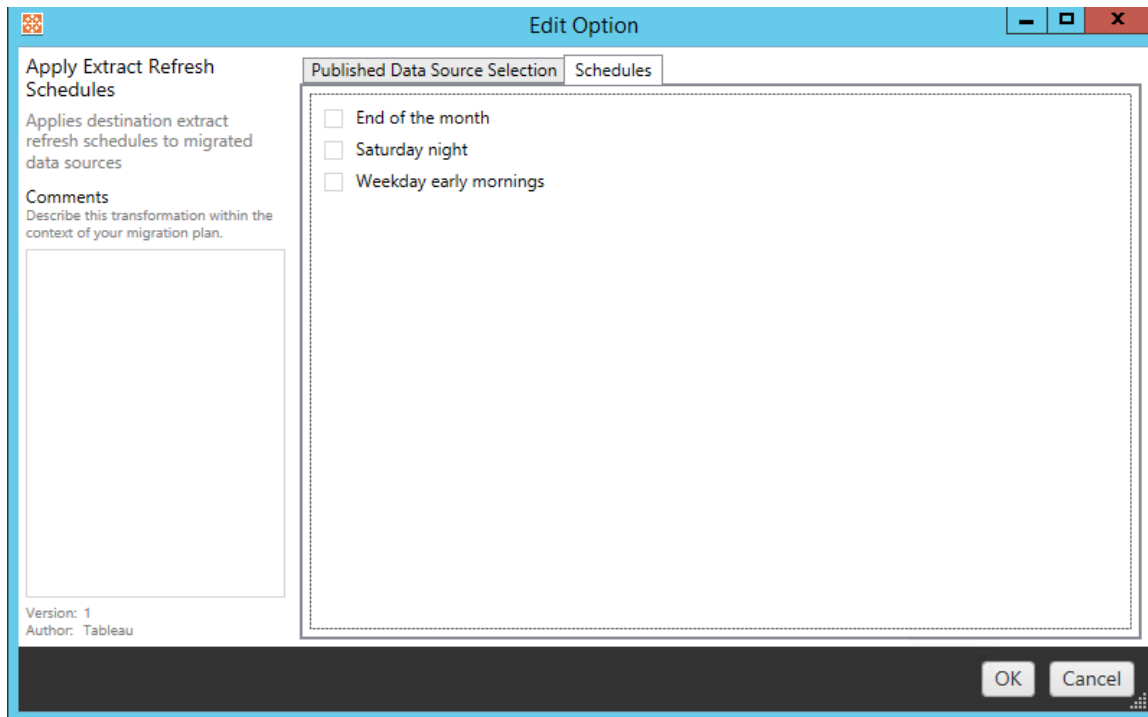 Edit Option
Apply Extract Refresh
Schedules
Applies destination extract
refresh schedules to migrated
data sources
Comments
Describe this transformation within the
context of your migration plan.
Version: 1
Author: Tableau
Published Data Source Selection
Schedules
End of the month
Saturday night
Weekday early mornings
OK
Cancel